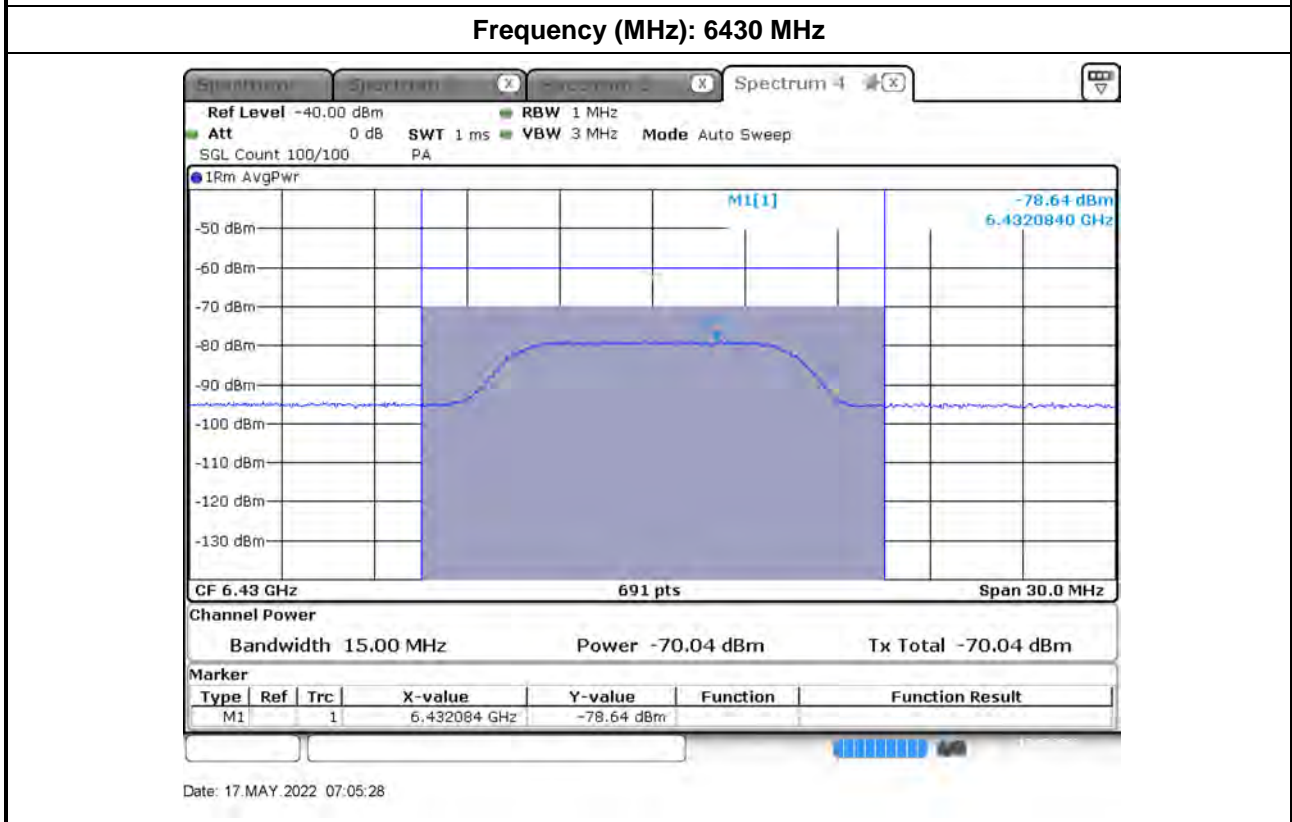 Frequency (MHz): 6430 MHz
Spectrum 4
Ref Level -40.00 dBm RBW 1 MHz
Att 0 dB SWT 1 ms VBW 3 MHz Mode Auto Sweep
SGL Count 100/100 PA
1Rm AvgPwr
M1[1] -78.64 dBm
6.4320840 GHz
-50 dBm
-60 dBm
-70 dBm
-80 dBm
-90 dBm
-100 dBm
-110 dBm
-120 dBm
-130 dBm
CF 6.43 GHz 691 pts Span 30.0 MHz
Channel Power
Bandwidth 15.00 MHz Power -70.04 dBm Tx Total -70.04 dBm
Marker
Type Ref Trc X-value Y-value Function Function Result
M1 1 6.432084 GHz -78.64 dBm
Date: 17.MAY.2022 07:05:28